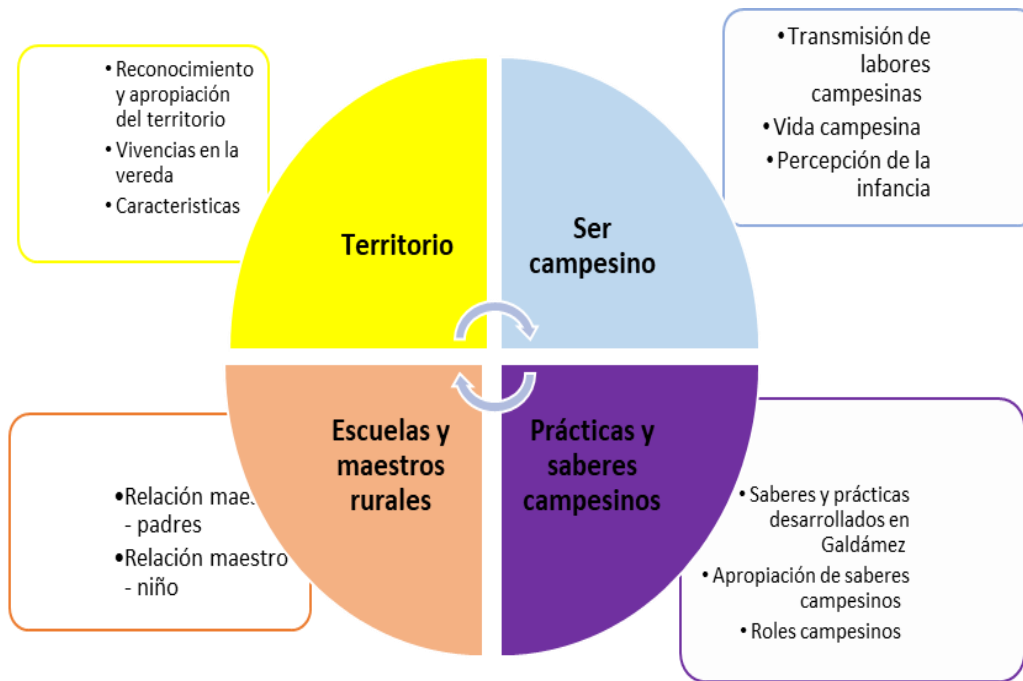 • Reconocimiento
y apropiación
del territorio
• Vivencias en la
vereda
• Caracteristicas
• Transmisión de
labores
campesinas
• Vida campesina
• Percepción de la
infancia
Territorio
Ser
campesino
Escuelas y
maestros
rurales
Prácticas y
saberes
campesinos
• Relación
- padres
• Relación maestro
- niño
• Saberes y prácticas
desarrollados en
Galdámez
• Apropiación de saberes
campesinos
• Roles campesinos